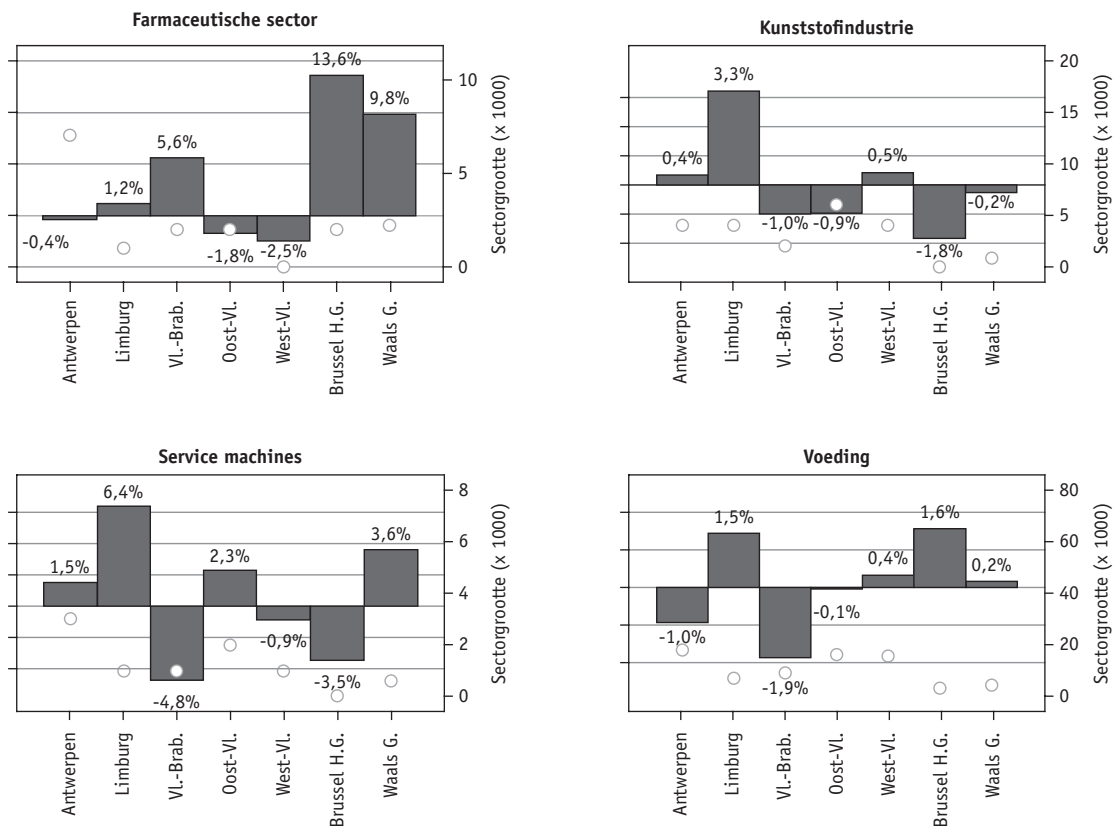 Farmaceutische sector
13,6%
9,8%
5,6%
1,2%
-0,4%
-1,8%
-2,5%
10
5
0
Sectorgrootte (x 1000)
Antwerpen
Limburg
Vl.-Brab.
Oost-Vl.
West-Vl.
Brussel H.G.
Waals G.
Kunststofindustrie
3,3%
0,4%
0,5%
-1,0%
-0,9%
-1,8%
-0,2%
20
15
10
5
0
Sectorgrootte (x 1000)
Antwerpen
Limburg
Vl.-Brab.
Oost-Vl.
West-Vl.
Brussel H.G.
Waals G.
Service machines
6,4%
1,5%
2,3%
3,6%
-0,9%
-3,5%
-4,8%
8
6
4
2
0
Sectorgrootte (x 1000)
Antwerpen
Limburg
Vl.-Brab.
Oost-Vl.
West-Vl.
Brussel H.G.
Waals G.
Voeding
1,5%
1,6%
0,4%
0,2%
-0,1%
-1,0%
-1,9%
80
60
40
20
0
Sectorgrootte (x 1000)
Antwerpen
Limburg
Vl.-Brab.
Oost-Vl.
West-Vl.
Brussel H.G.
Waals G.